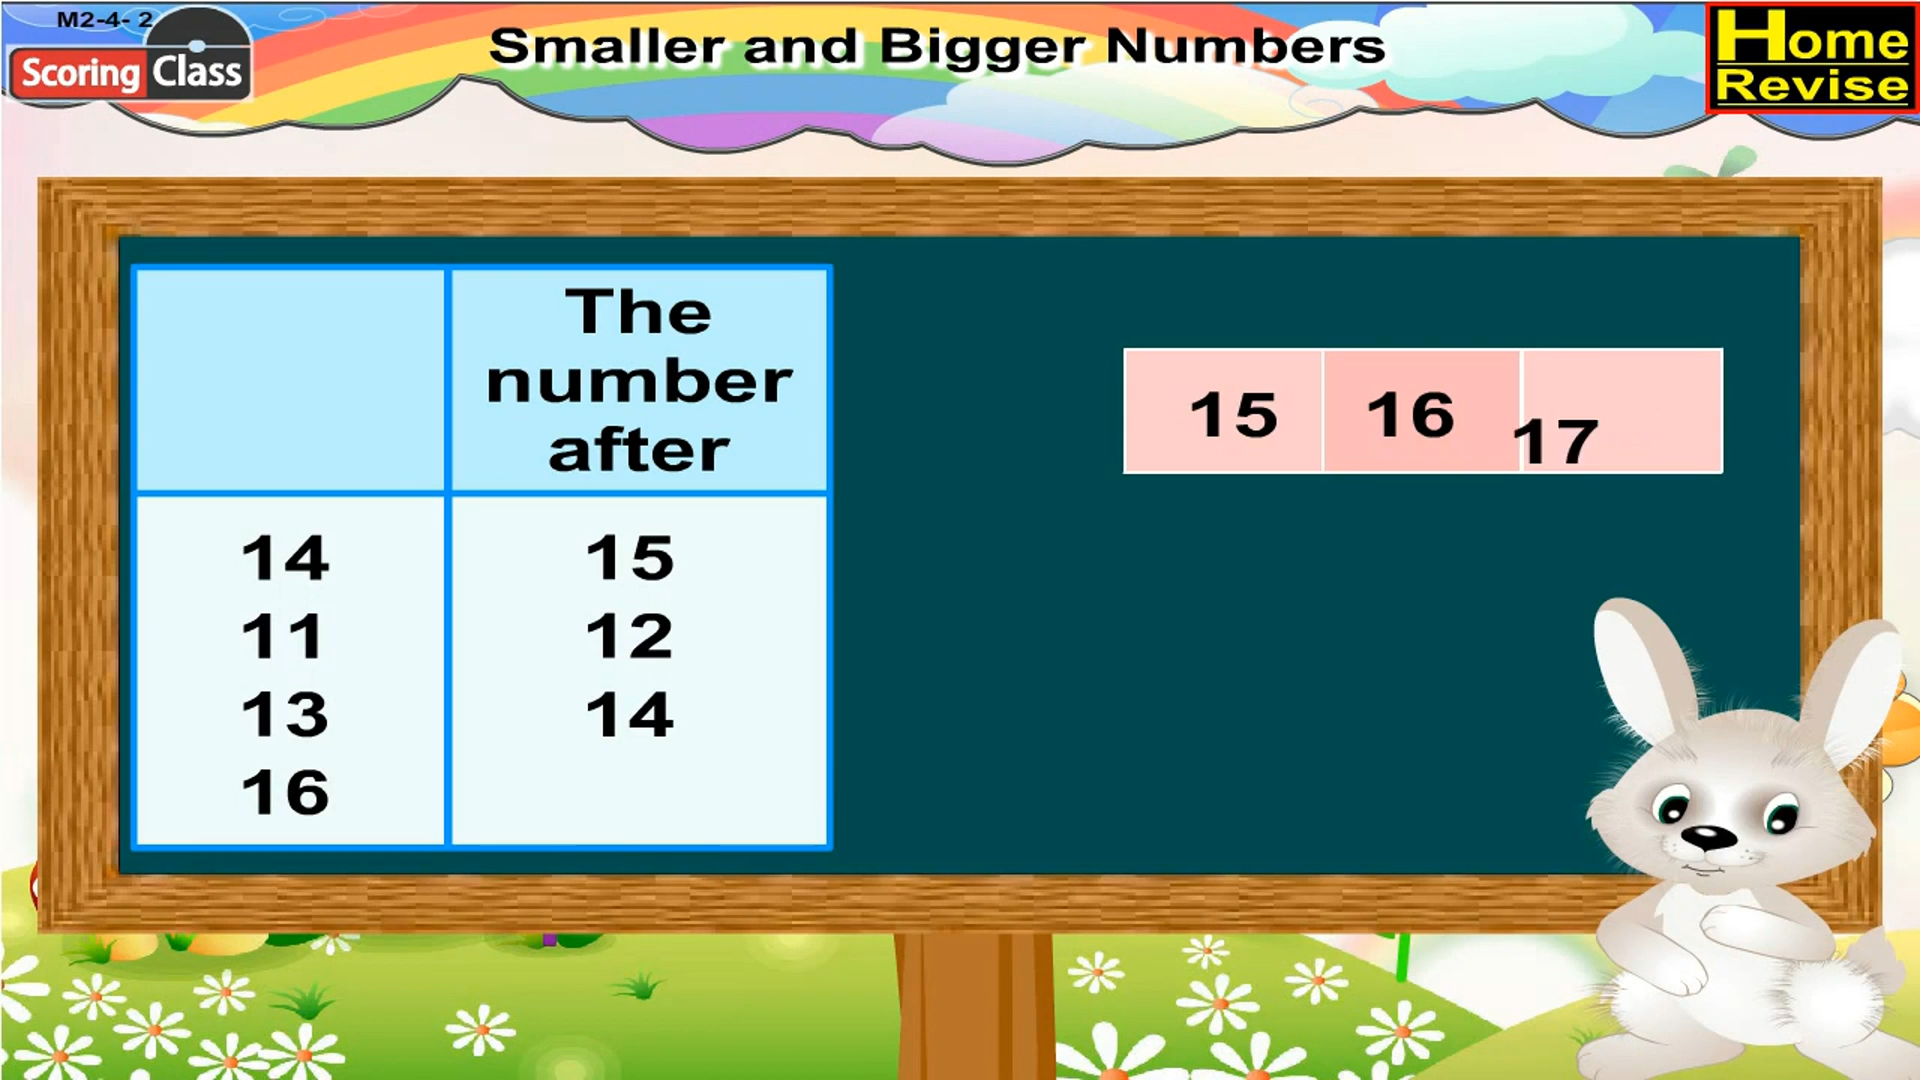 M2-4- 2
Scoring Class
Smaller and Bigger Numbers
Home
Revise
The
number
after
14 15
11 12
13 14
16
15 16 17